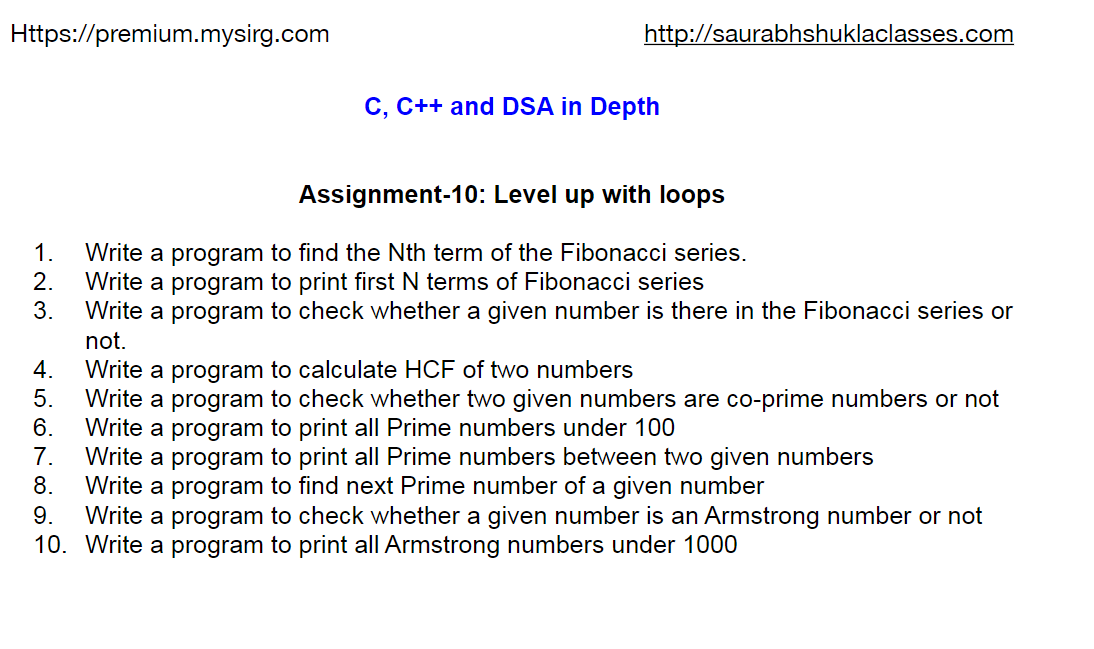 Https://premium.mysirg.com http://saurabhshuklaclasses.com
C, C++ and DSA in Depth
Assignment-10: Level up with loops
1. Write a program to find the Nth term of the Fibonacci series.
2. Write a program to print first N terms of Fibonacci series
3. Write a program to check whether a given number is there in the Fibonacci series or
not.
4. Write a program to calculate HCF of two numbers
5. Write a program to check whether two given numbers are co-prime numbers or not
6. Write a program to print all Prime numbers under 100
7. Write a program to print all Prime numbers between two given numbers
8. Write a program to find next Prime number of a given number
9. Write a program to check whether a given number is an Armstrong number or not
10. Write a program to print all Armstrong numbers under 1000